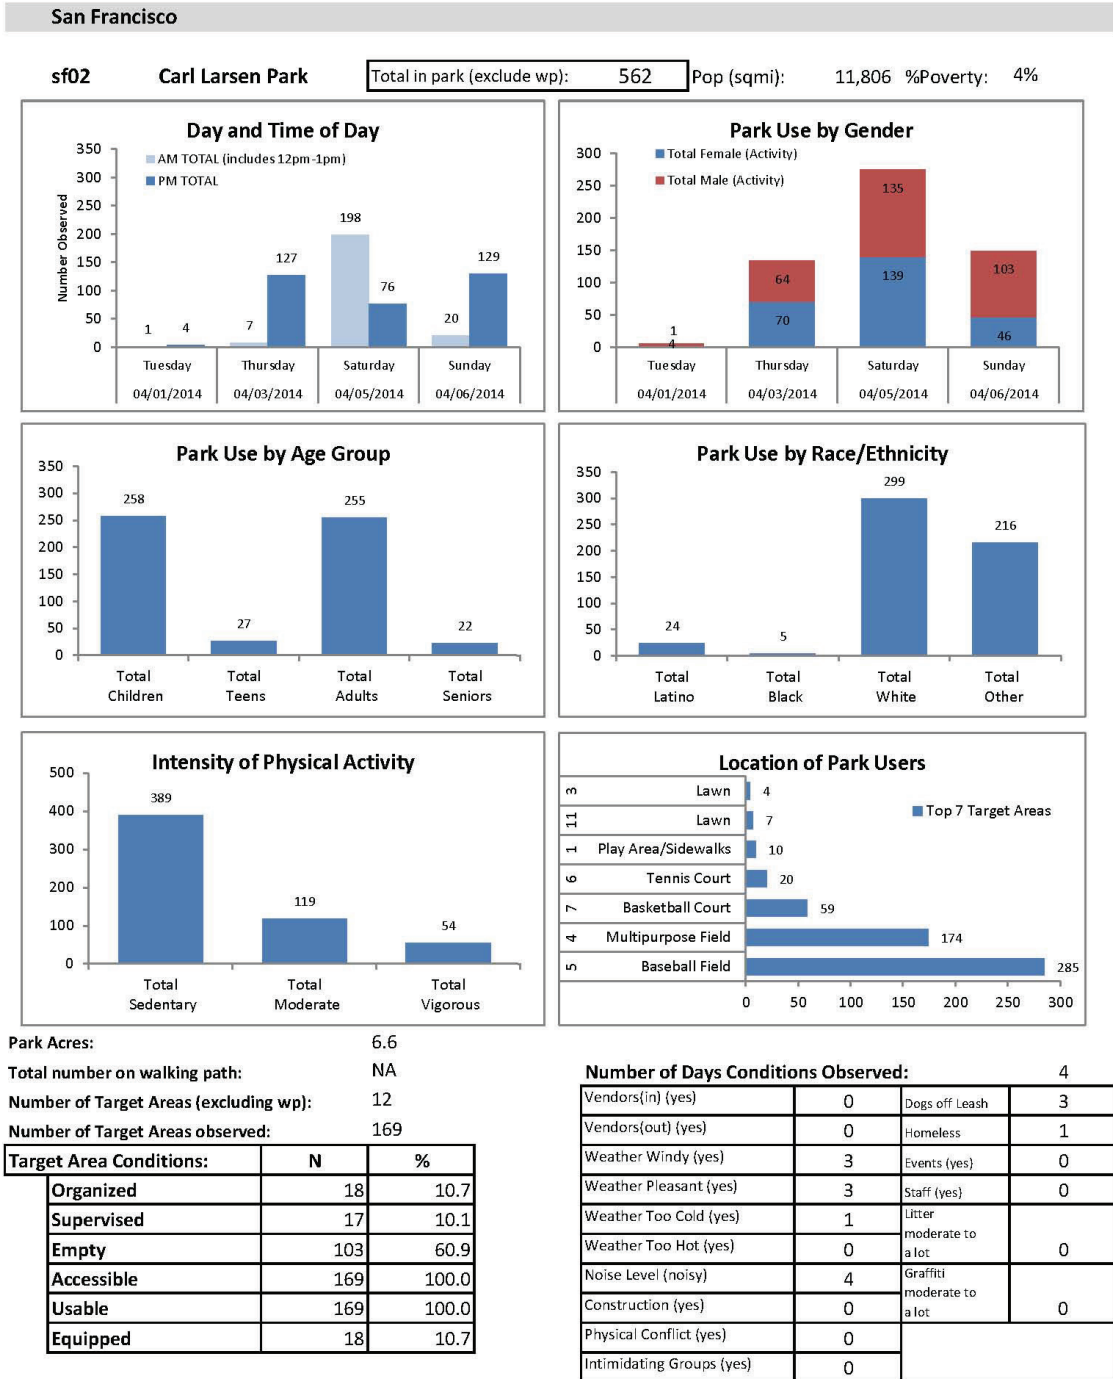 San Francisco
sf02 Carl Larsen Park Total in park (exclude wp): 562 Pop (sqmi): 11,806 %Poverty: 4%
Day and Time of Day
AM TOTAL (includes 12pm-1pm)
PM TOTAL
Number Observed
350
300
250
200
150
100
50
0
1 4 7 127 198 76 20 129
Tuesday Thursday Saturday Sunday
04/01/2014 04/03/2014 04/05/2014 04/06/2014
Park Use by Gender
Total Female (Activity)
Total Male (Activity)
300
250
200
150
100
50
0
1 64 135 103
4 70 139 46
Tuesday Thursday Saturday Sunday
04/01/2014 04/03/2014 04/05/2014 04/06/2014
Park Use by Age Group
350
300
250
200
150
100
50
0
258 27 255 22
Total Total Total Total
Children Teens Adults Seniors
Park Use by Race/Ethnicity
350
300
250
200
150
100
50
0
24 5 299 216
Total Total Total Total
Latino Black White Other
Intensity of Physical Activity
500
400
300
200
100
0
389 119 54
Total Total Total
Sedentary Moderate Vigorous
Location of Park Users
Top 7 Target Areas
3 Lawn 4
11 Lawn 7
1 Play Area/Sidewalks 10
6 Tennis Court 20
7 Basketball Court 59
4 Multipurpose Field 174
5 Baseball Field 285
0 50 100 150 200 250 300
Park Acres: 6.6
Total number on walking path: NA
Number of Target Areas (excluding wp): 12
Number of Target Areas observed: 169
Target Area Conditions: N %
Organized 18 10.7
Supervised 17 10.1
Empty 103 60.9
Accessible 169 100.0
Usable 169 100.0
Equipped 18 10.7
Number of Days Conditions Observed: 4
Vendors(in) (yes) 0 Dogs off Leash 3
Vendors(out) (yes) 0 Homeless 1
Weather Windy (yes) 3 Events (yes) 0
Weather Pleasant (yes) 3 Staff (yes) 0
Weather Too Cold (yes) 1 Litter
moderate to
Weather Too Hot (yes) 0 a lot 0
Noise Level (noisy) 4 Graffiti
moderate to
Construction (yes) 0 a lot 0
Physical Conflict (yes) 0
Intimidating Groups (yes) 0